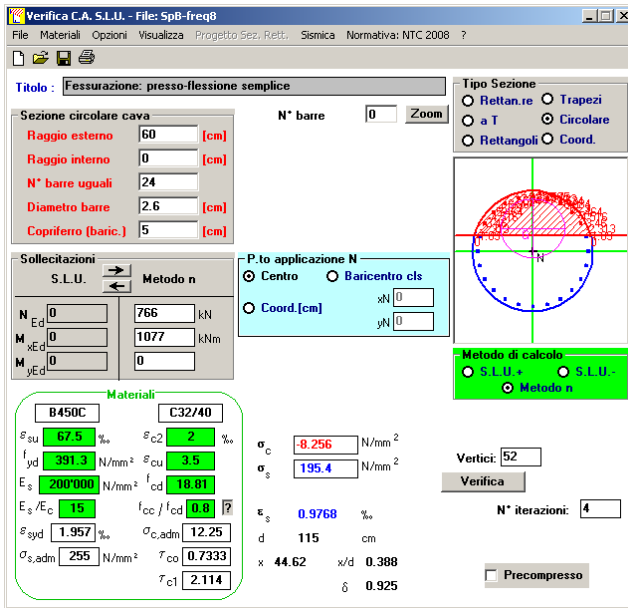 Verifica C.A. S.L.U. - File: SpB-freq8
File Materiali Opzioni Visualizza Progetto Sez. Rett. Sismica Normativa: NTC 2008 ?
Titolo : Fessurazione: presso-flessione semplice
Tipo Sezione
Rettan.re Trapezi
a T Circolare
Rettangoli Coord.
Sezione circolare cava
Raggio esterno 60 [cm]
Raggio interno 0 [cm]
N° barre uguali 24
Diametro barre 2.6 [cm]
Copriferro (baric.) 5 [cm]
N° barre 0 Zoom
N
Sollecitazioni
S.L.U. Metodo n
N Ed 0 766 kN
M xEd 0 1077 kNm
M yEd 0 0
P.to applicazione N
Centro Baricentro cls
Coord.[cm] xN 0
yN 0
Metodo di calcolo
S.L.U.+ S.L.U.-
Metodo n
Materiali
B450C C32/40
εsu 67.5 ‰ εc2 2 ‰
fyd 391.3 N/mm² εcu 3.5
Es 200'000 N/mm² fcd 18.81
Es/Ec 15 fcc / fcd 0.8 ?
εsyd 1.957 ‰ σc,adm 12.25
σs,adm 255 N/mm² τco 0.7333
τc1 2.114
σc -8.256 N/mm²
σs 195.4 N/mm²
εs 0.9768 ‰
d 115 cm
x 44.62 x/d 0.388
δ 0.925
Vertici: 52
Verifica
N° iterazioni: 4
Precompresso